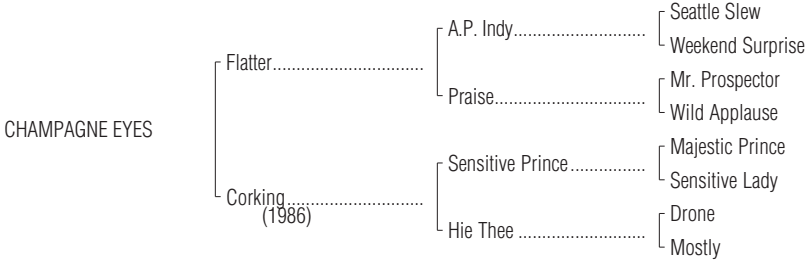 Seattle Slew
A.P. Indy..............................
Weekend Surprise
Flatter..................................
Mr. Prospector
Praise..................................
Wild Applause
CHAMPAGNE EYES
Majestic Prince
Sensitive Prince.................
Sensitive Lady
Corking...............................
(1986)
Drone
Hie Thee .............................
Mostly